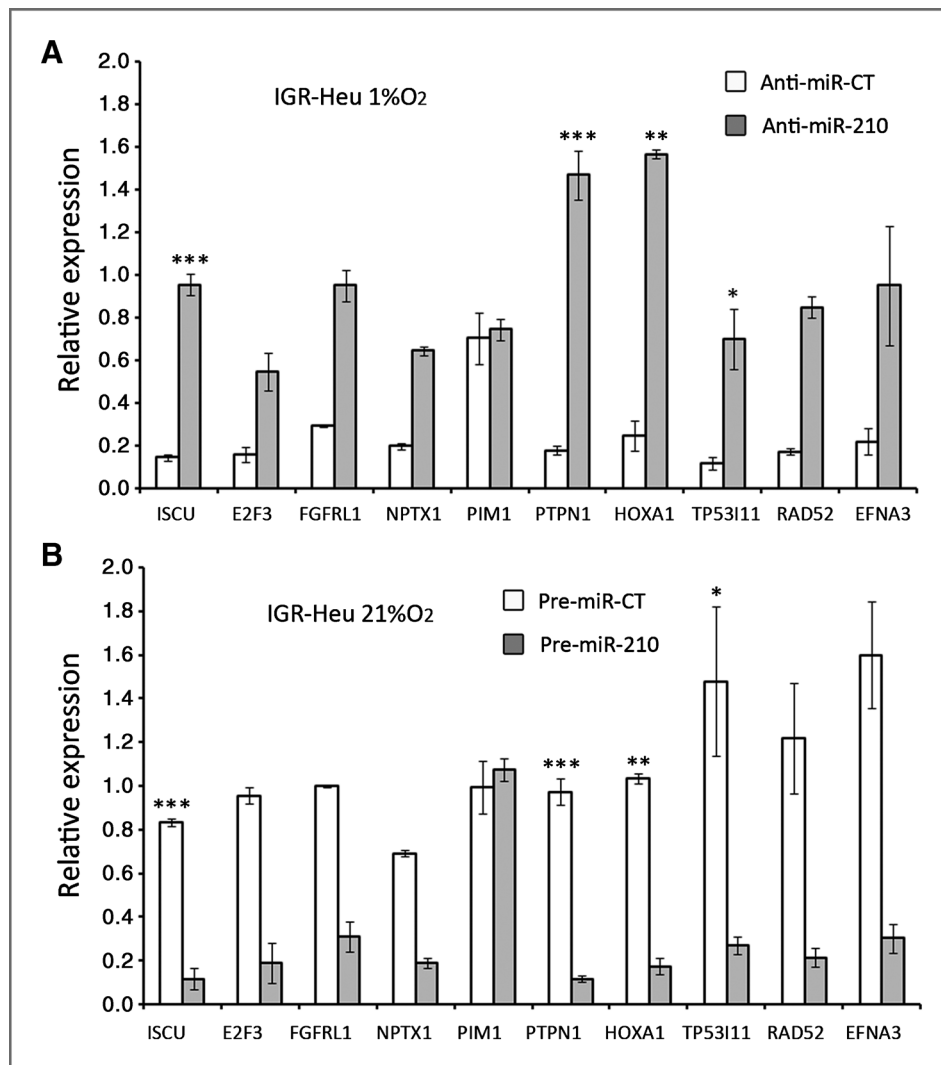 A
2.0
1.8
1.6
1.4
1.2
1.0
0.8
0.6
0.4
0.2
0.0
Relative expression
IGR-Heu 1%O2
Anti-miR-CT
Anti-miR-210
***
***
**
*
ISCU E2F3 FGFRL1 NPTX1 PIM1 PTPN1 HOXA1 TP53I11 RAD52 EFNA3
B
2.0
1.8
1.6
1.4
1.2
1.0
0.8
0.6
0.4
0.2
0.0
Relative expression
IGR-Heu 21%O2
Pre-miR-CT
Pre-miR-210
***
***
**
*
ISCU E2F3 FGFRL1 NPTX1 PIM1 PTPN1 HOXA1 TP53I11 RAD52 EFNA3